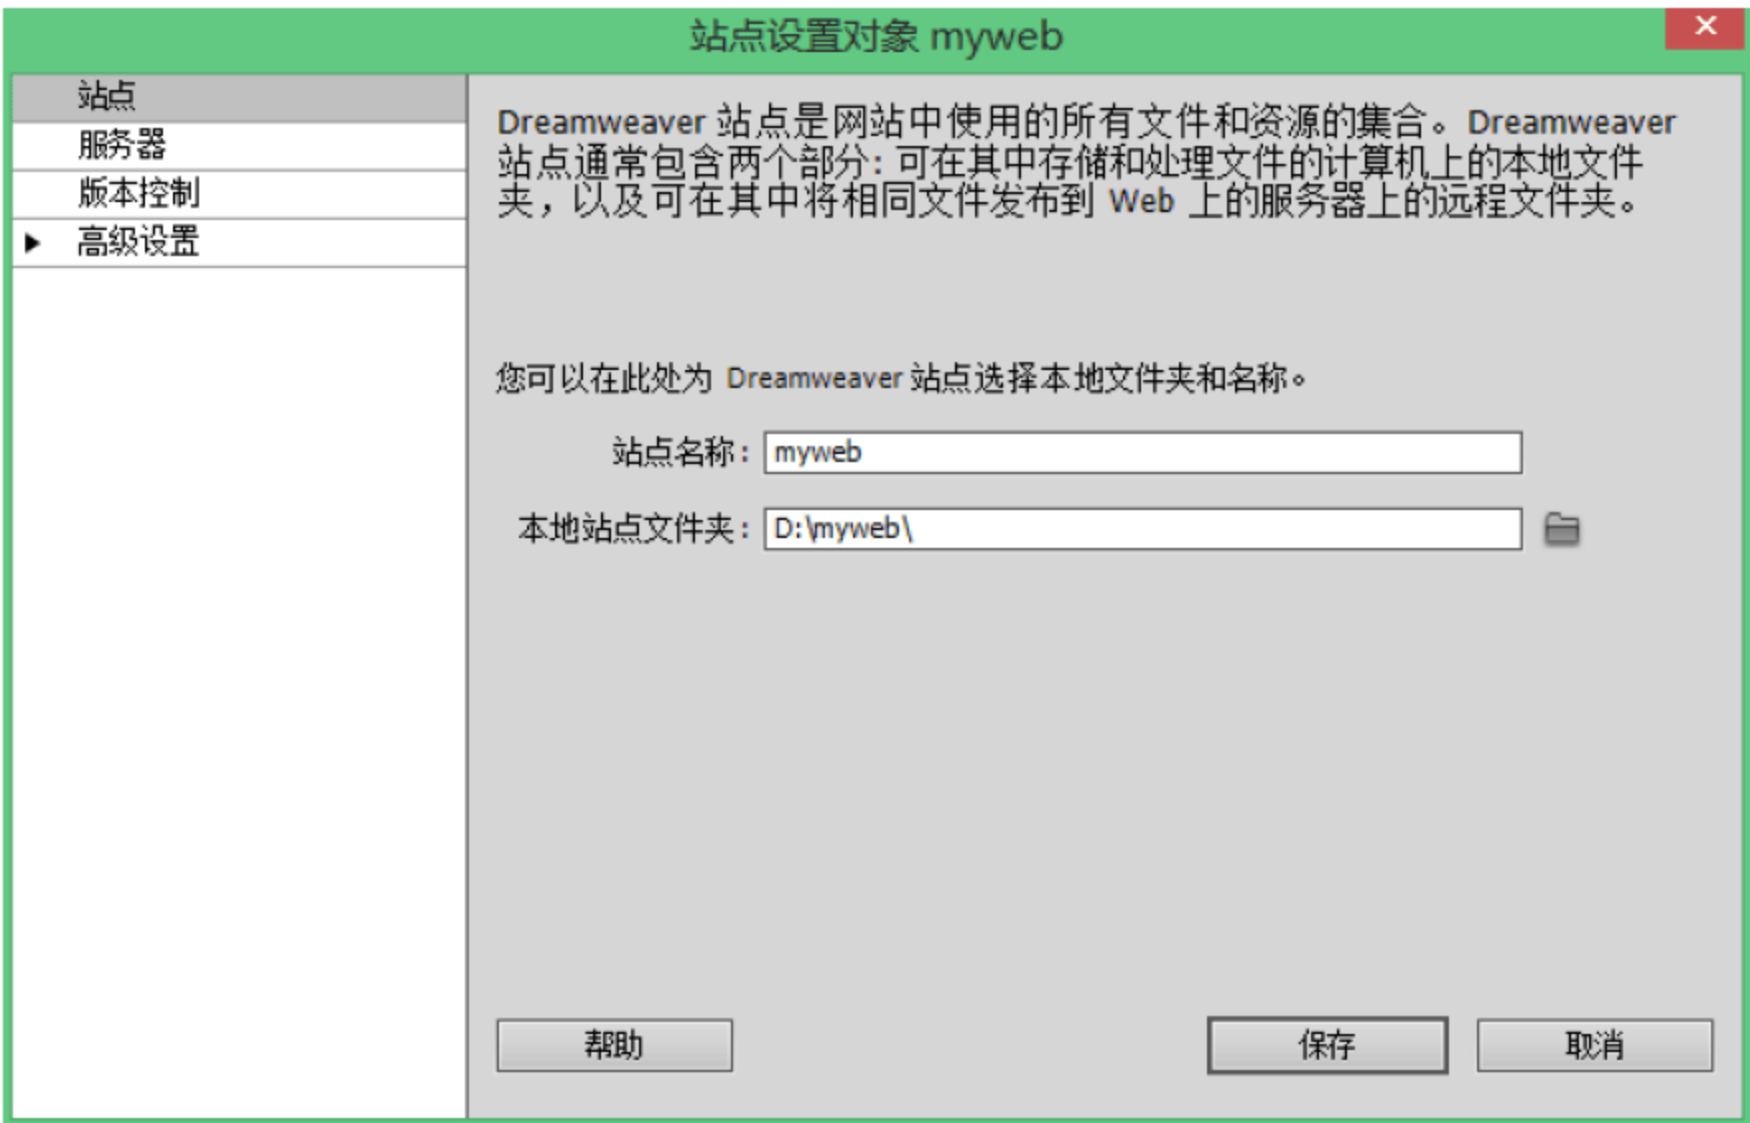 站点设置对象 myweb
站点
服务器
版本控制
高级设置
Dreamweaver 站点是网站中使用的所有文件和资源的集合。Dreamweaver
站点通常包含两个部分：可在其中存储和处理文件的计算机上的本地文件
夹，以及可在其中将相同文件发布到 Web 上的服务器上的远程文件夹。
您可以在此处为 Dreamweaver 站点选择本地文件夹和名称。
站点名称： myweb
本地站点文件夹： D:\myweb\
帮助 保存 取消